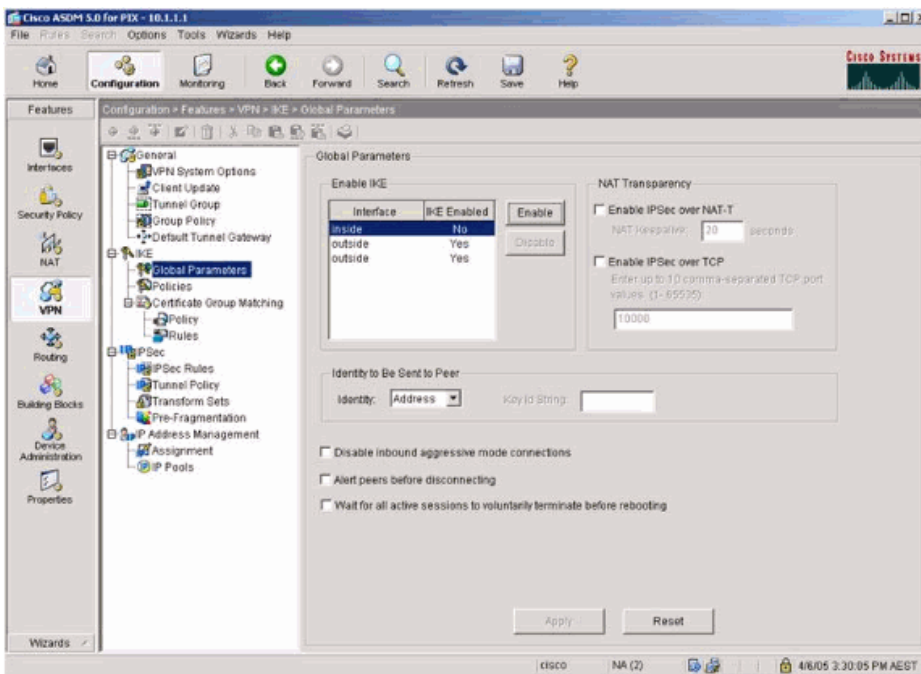 Cisco ASDM 5.0 for PIX - 10.1.1.1
File Rules Search Options Tools Wizards Help
Home Configuration Monitoring Back Forward Search Refresh Save Help
CISCO SYSTEMS
Features
Configuration > Features > VPN > IKE > Global Parameters
Interfaces
Security Policy
NAT
VPN
Routing
Building Blocks
Device Administration
Properties
Wizards
General
VPN System Options
Client Update
Tunnel Group
Group Policy
Default Tunnel Gateway
IKE
Global Parameters
Policies
Certificate Group Matching
Policy
Rules
IPSec
IPSec Rules
Tunnel Policy
Transform Sets
Pre-Fragmentation
IP Address Management
Assignment
IP Pools
Global Parameters
Enable IKE
Interface IKE Enabled
inside No
outside Yes
outside Yes
Enable
Disable
NAT Transparency
Enable IPSec over NAT-T
NAT Keepalive: 20 seconds
Enable IPSec over TCP
Enter up to 10 comma-separated TCP port
values (1- 65535):
10000
Identity to Be Sent to Peer
Identity: Address Key Id String:
Disable inbound aggressive mode connections
Alert peers before disconnecting
Wait for all active sessions to voluntarily terminate before rebooting
Apply Reset
cisco NA (2) 4/6/05 3:30:05 PM AEST